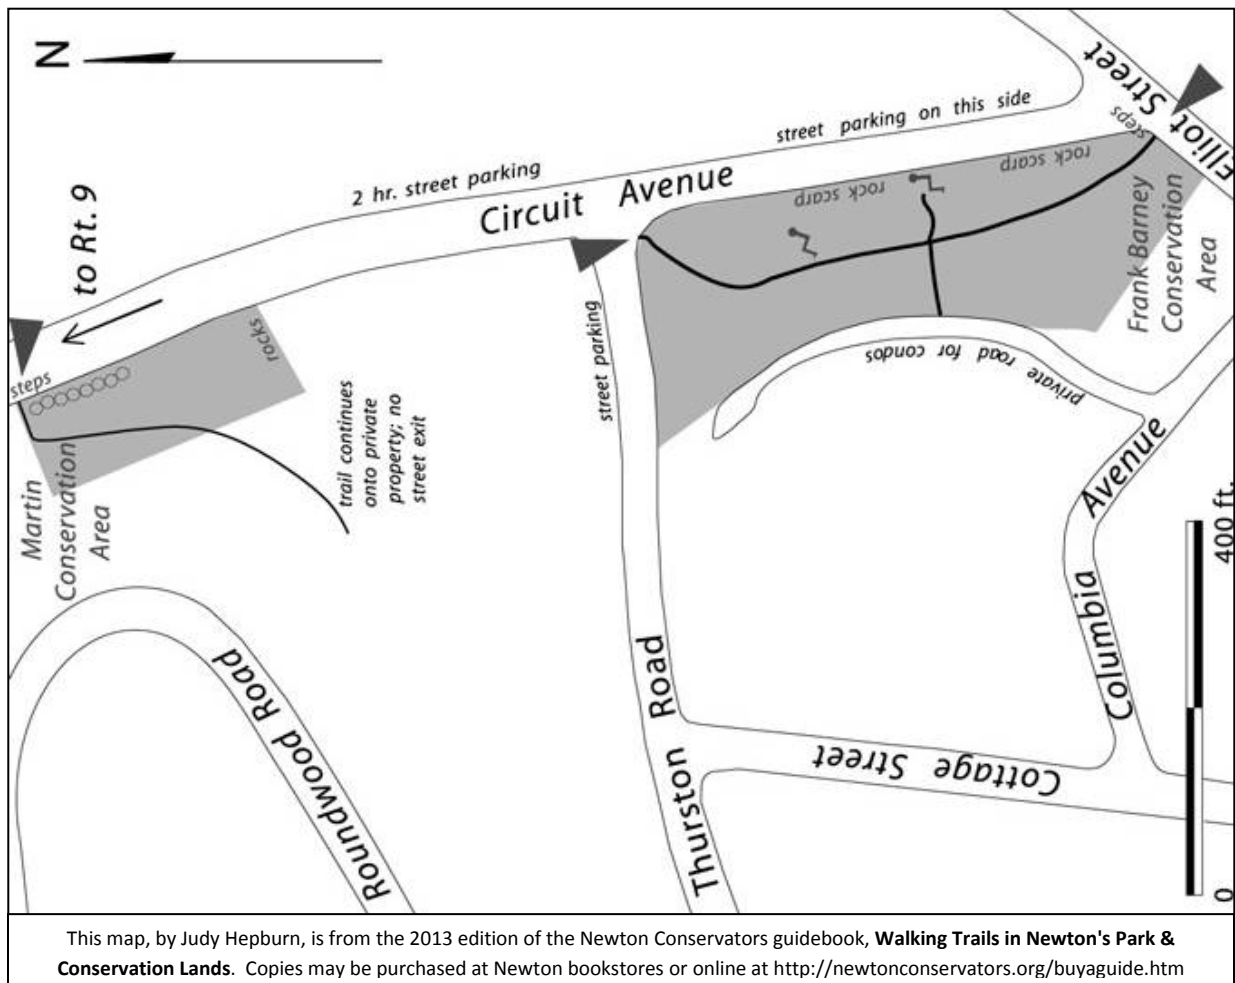 N
to Rt. 9
2 hr. street parking
street parking on this side
Circuit Avenue
Elliot Street
steps
rock scarp
rock scarp
Frank Barney
Conservation
Area
steps
rocks
street parking
private road for condos
trail continues
onto private
property; no
street exit
Martin
Conservation
Area
Columbia Avenue
400 ft.
0
Roundwood Road
Thurston Road
Cottage Street
This map, by Judy Hepburn, is from the 2013 edition of the Newton Conservators guidebook, Walking Trails in Newton's Park &
Conservation Lands. Copies may be purchased at Newton bookstores or online at http://newtonconservators.org/buyaguide.htm